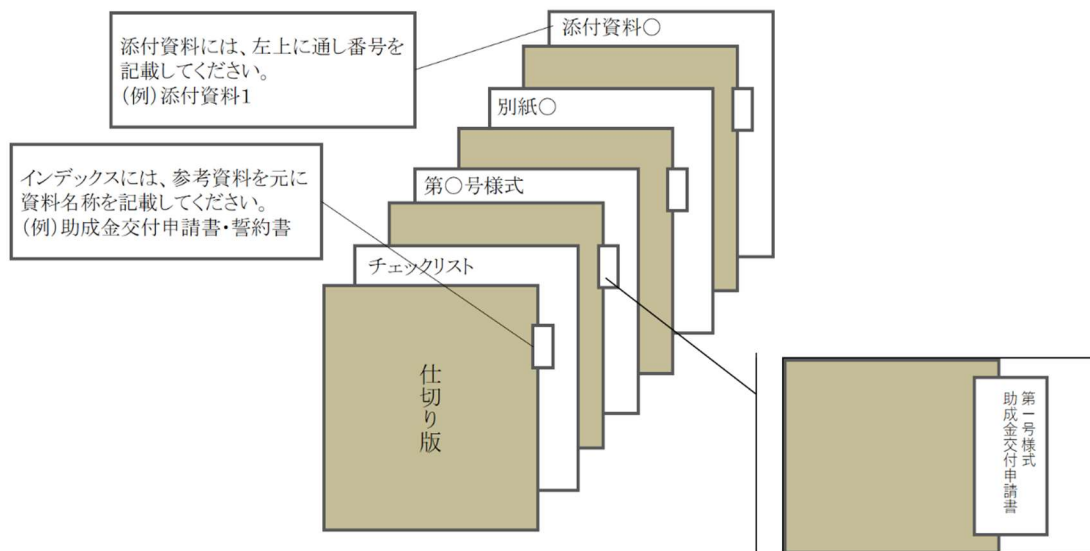 添付資料には、左上に通し番号を
記載してください。
(例)添付資料1
添付資料○
別紙○
インデックスには、参考資料を元に
資料名称を記載してください。
(例)助成金交付申請書・誓約書
第○号様式
チェックリスト
仕切り版
第一号様式
助成金交付申請書